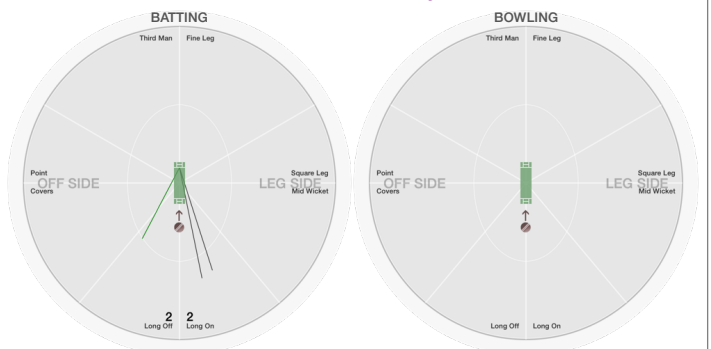 BATTING
Third Man Fine Leg
Point
OFF SIDE
Covers
Square Leg
LEG SIDE
Mid Wicket
2 2
Long Off Long On
BOWLING
Third Man Fine Leg
Point
OFF SIDE
Covers
Square Leg
LEG SIDE
Mid Wicket
Long Off Long On